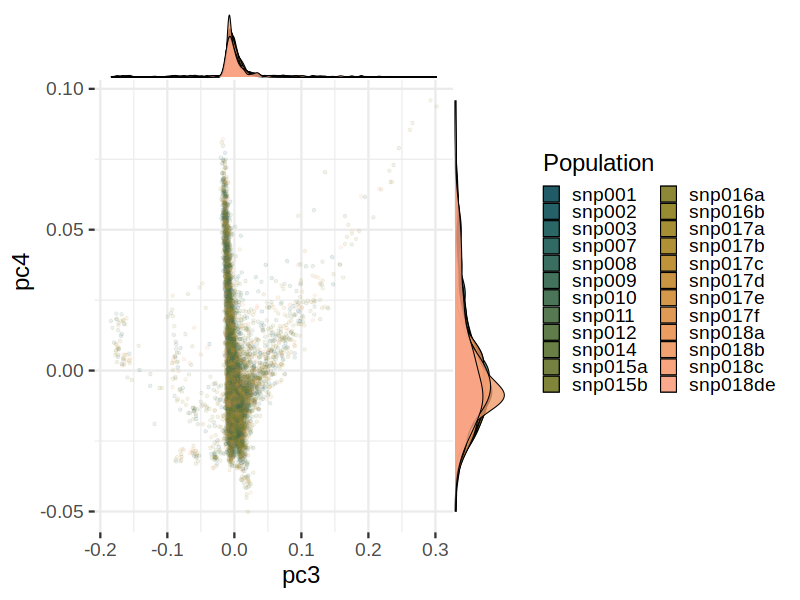 0.10
0.05
0.00
-0.05
pc4
-0.2 -0.1 0.0 0.1 0.2 0.3
pc3
Population
snp001 snp016a
snp002 snp016b
snp003 snp017a
snp007 snp017b
snp008 snp017c
snp009 snp017d
snp010 snp017e
snp011 snp017f
snp012 snp018a
snp014 snp018b
snp015a snp018c
snp015b snp018de